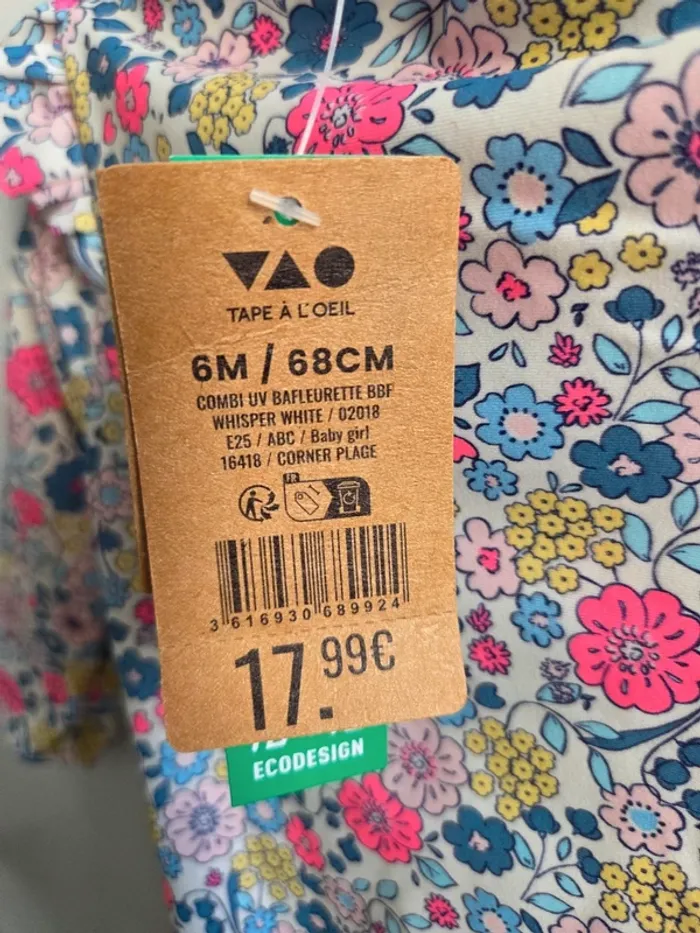 TAPE À L'OEIL
6M / 68CM
COMBI UV BAFLEURETTE BBF
WHISPER WHITE / 02018
E25 / ABC / Baby girl
16418 / CORNER PLAGE
FR
3 616930 689924
17.99€
ECODESIGN